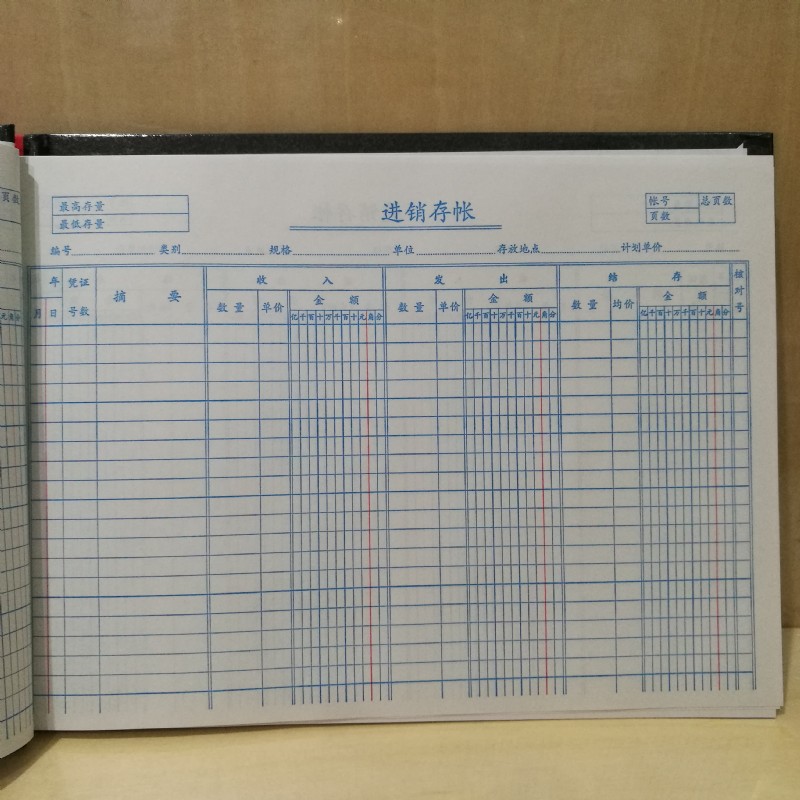 页数
最高存量
最低存量
进销存帐
帐号 总页数
页数
编号 类别 规格 单位 存放地点 计划单价
年 凭证 摘要 收入 发出 结存 核对号
月 日 号数 数量 单价 金额 数量 单价 金额 数量 均价 金额
亿千百十万千百十元角分 亿千百十万千百十元角分 亿千百十万千百十元角分
元角分